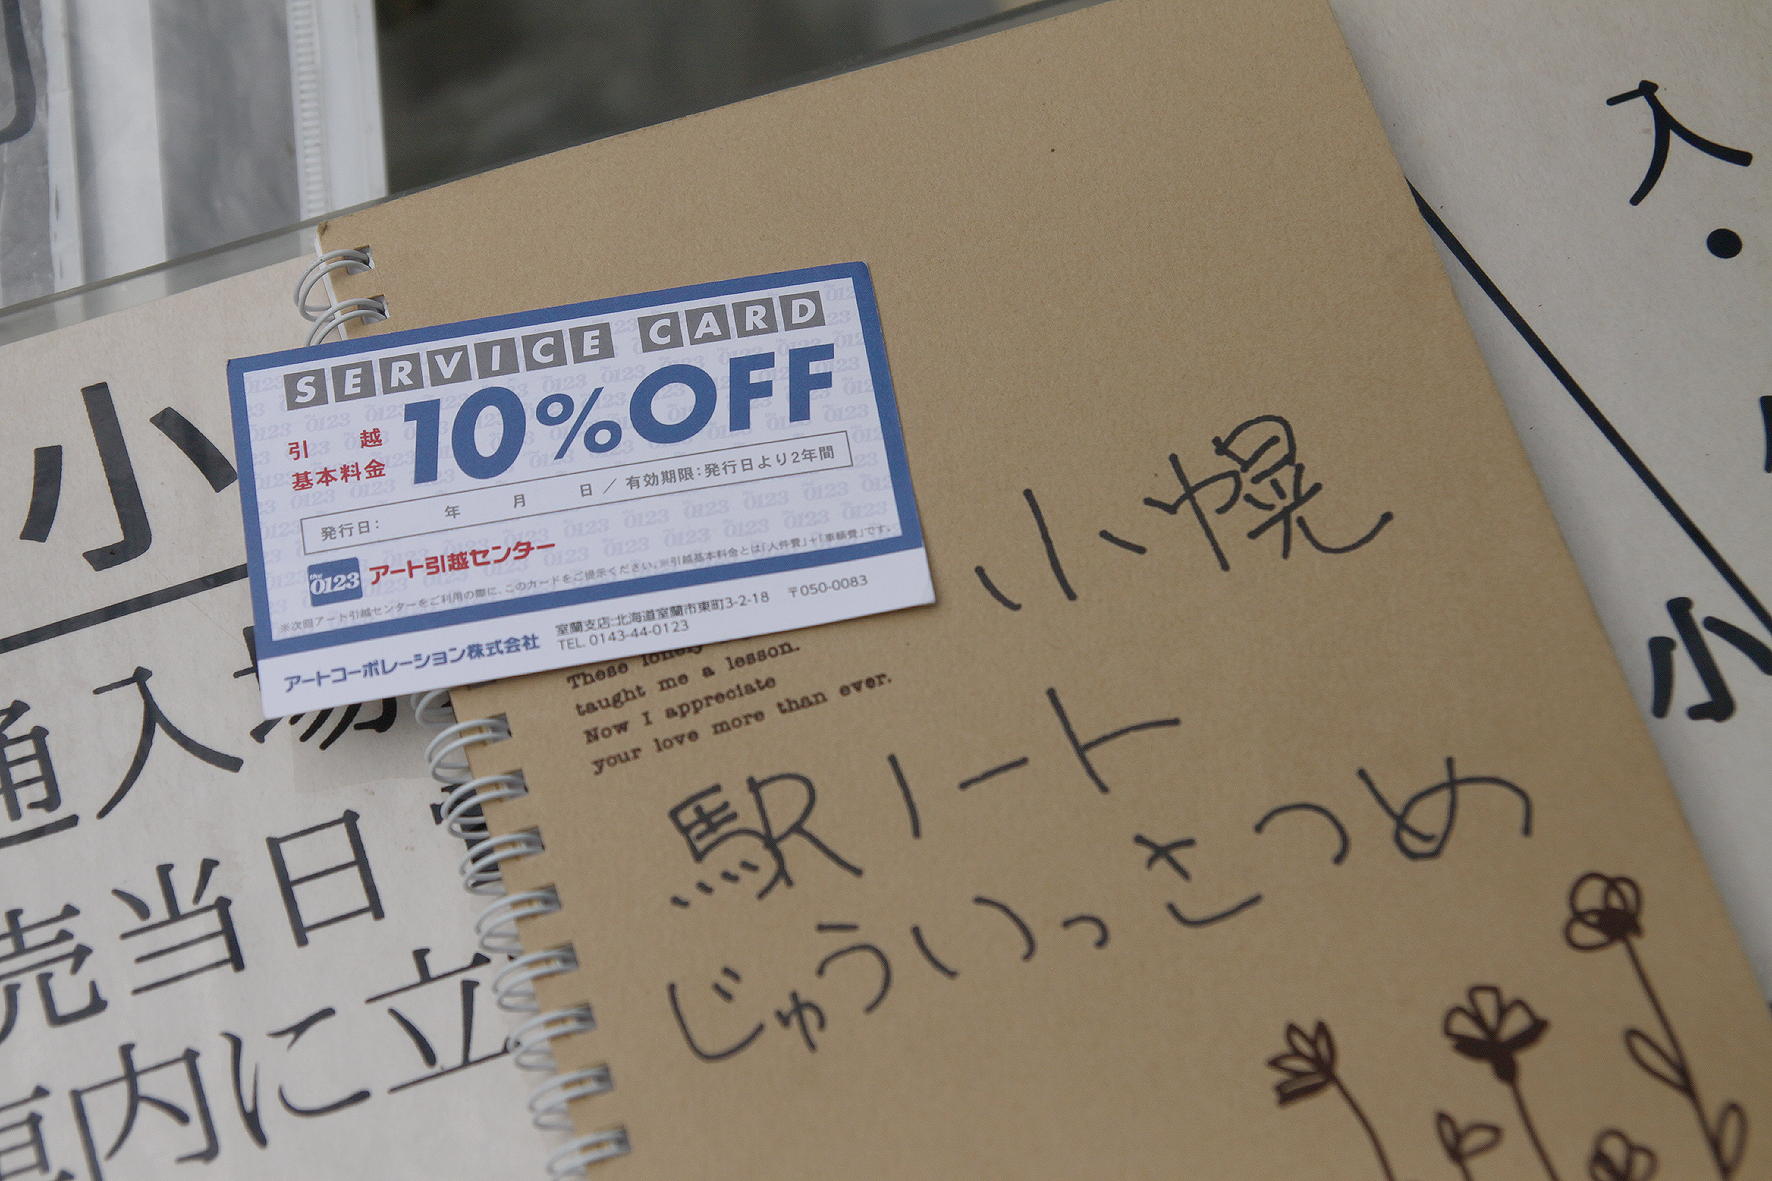 SERVICE CARD
引越
基本料金
10%OFF
発行日: 年 月 日 / 有効期限:発行日より2年間
the 0123
アート引越センター
※次回アート引越センターをご利用の際に、このカードをご提示ください。※引越基本料金とは「人件費」+「車輌費」です。
アートコーポレーション株式会社
室蘭支店:北海道室蘭市東町3-2-18 〒050-0083
TEL. 0143-44-0123
These lonely
taught me a lesson.
Now I appreciate
your love more than ever.
小幌
駅ノート
じゅういっさつめ
小
通入場
売当日
車内に立
入
・
小